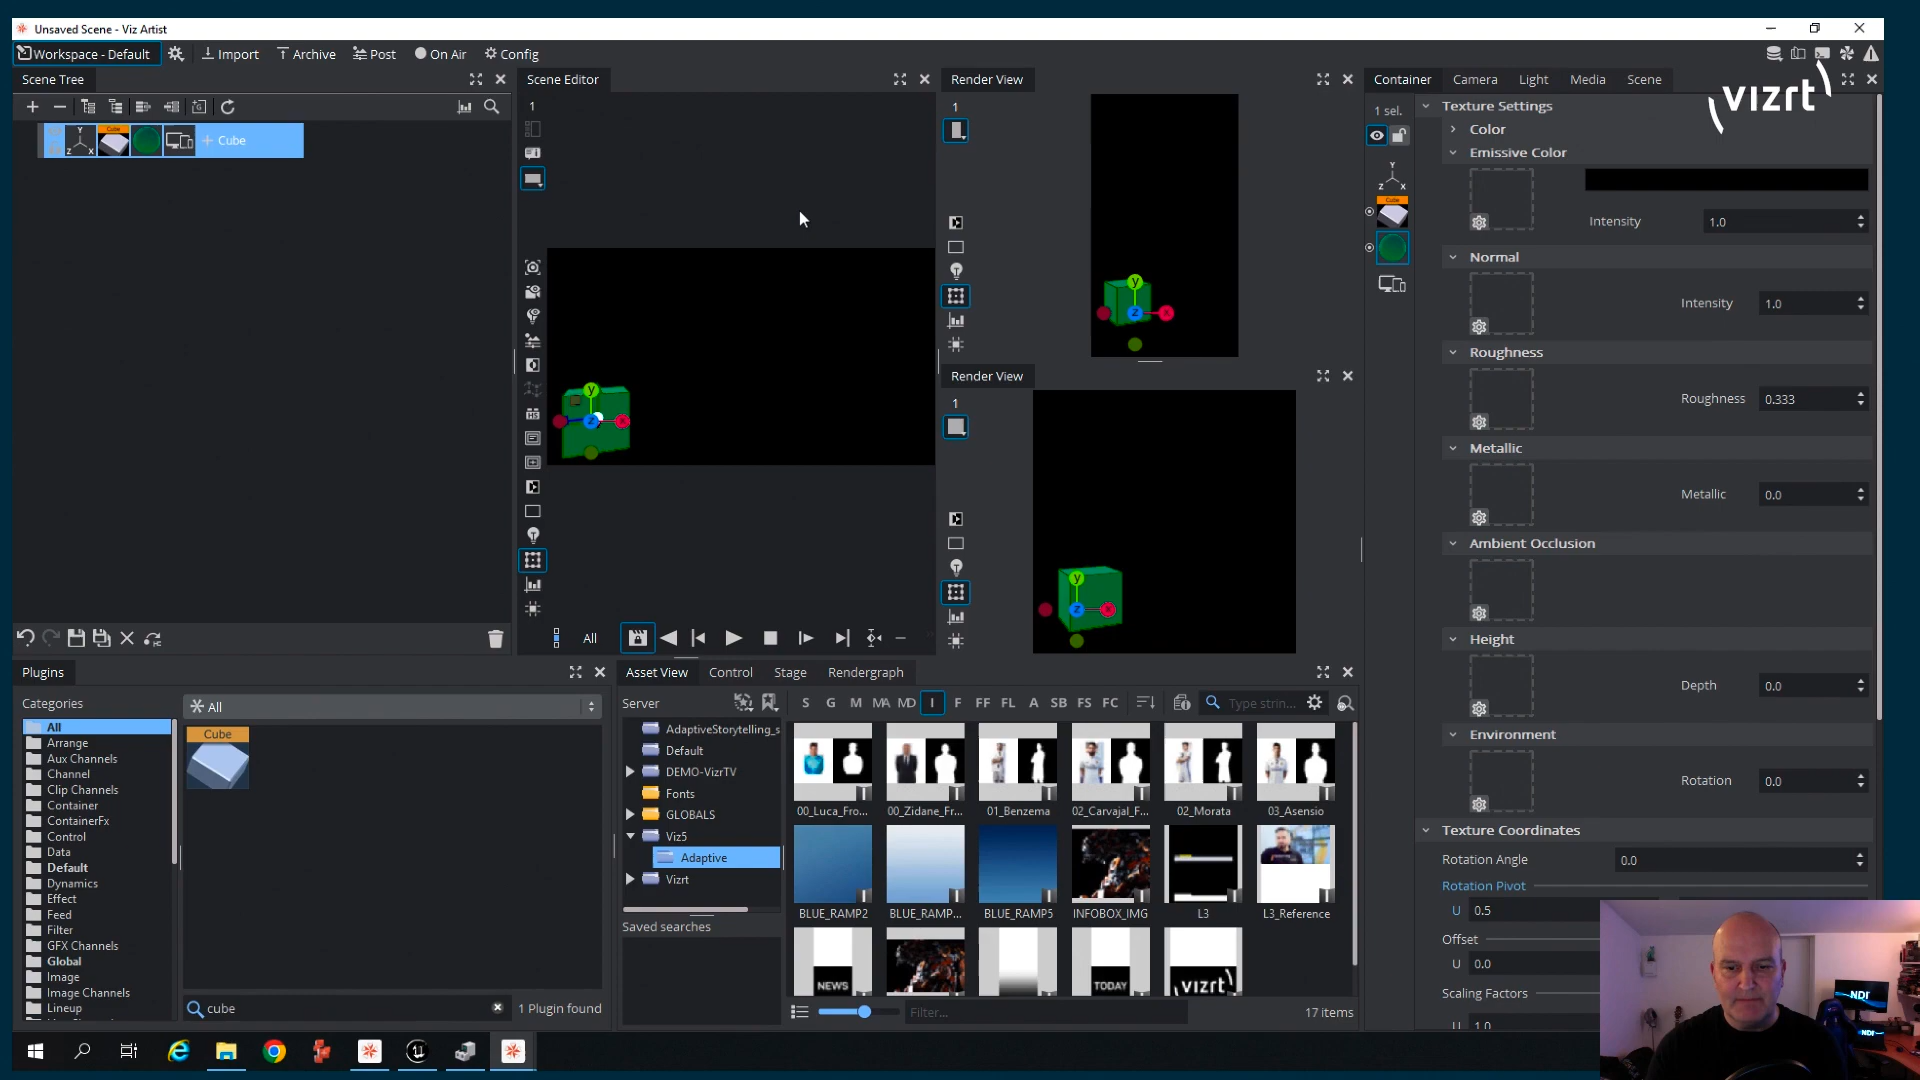 Unsaved Scene - Viz Artist
Workspace - Default
Import
Archive
Post
On Air
Config
vizrt
Scene Tree
Scene Editor
Render View
Container
Camera
Light
Media
Scene
1
1
1 sel.
Cube
Cube
Cube
Texture Settings
Color
Emissive Color
Intensity
1.0
Normal
Intensity
1.0
Roughness
Roughness
0.333
Metallic
Metallic
0.0
Ambient Occlusion
Height
Depth
0.0
Environment
Rotation
0.0
Texture Coordinates
Rotation Angle
0.0
Rotation Pivot
U 0.5
Offset
U 0.0
Scaling Factors
U 1.0
Y
Z X
Y
Z X
y
Z
X
y
Z
X
Render View
1
y
Z
X
All
Plugins
Categories
All
Arrange
Aux Channels
Channel
Clip Channels
Container
ContainerFx
Control
Data
Default
Dynamics
Effect
Feed
Filter
GFX Channels
Global
Image
Image Channels
Lineup
All
Cube
cube
1 Plugin found
Asset View
Control
Stage
Rendergraph
Server
S G M MA MD I F FF FL A SB FS FC
Type strin...
AdaptiveStorytelling_s
Default
DEMO-VizrTV
Fonts
GLOBALS
Viz5
Adaptive
Vizrt
Saved searches
00_Luca_Fro...
00_Zidane_Fr...
01_Benzema
02_Carvajal_F...
02_Morata
03_Asensio
BLUE_RAMP2
BLUE_RAMP...
BLUE_RAMP5
INFOBOX_IMG
L3
L3_Reference
NEWS
TODAY
vizrt
Filter...
17 items
NDI